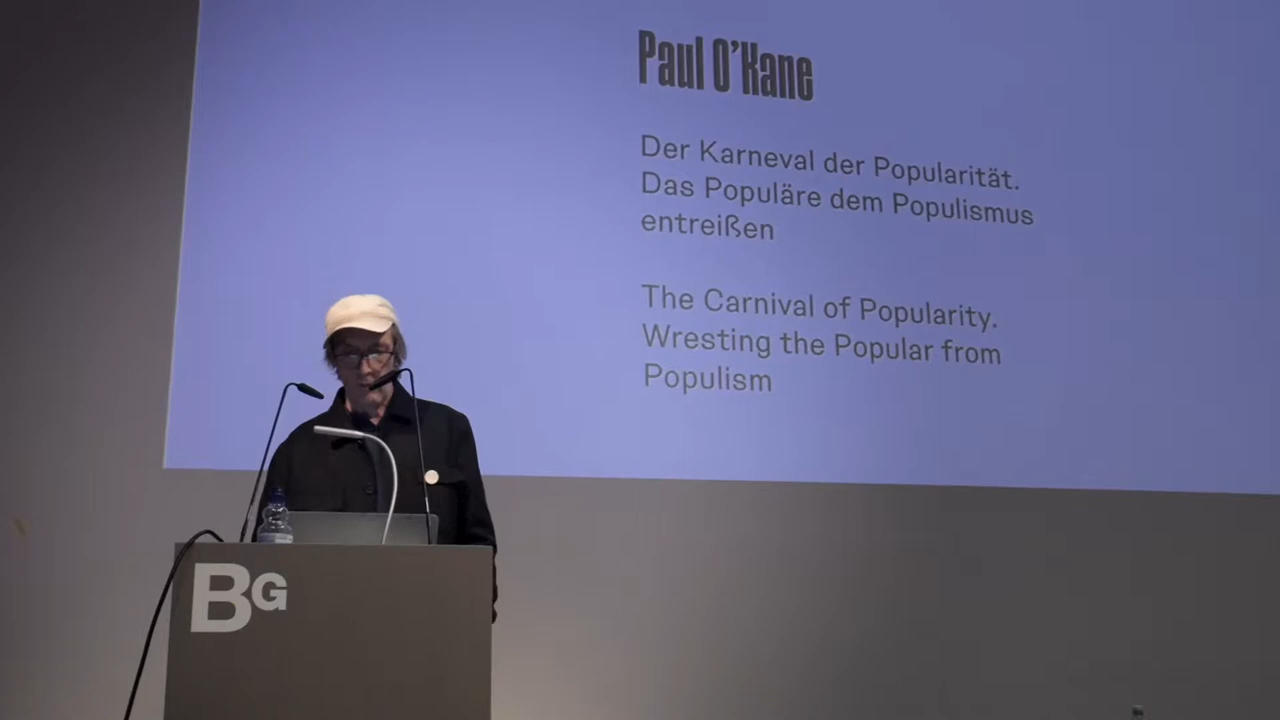 Paul O'Kane
Der Karneval der Popularität.
Das Populäre dem Populismus
entreißen
The Carnival of Popularity.
Wresting the Popular from
Populism
BG